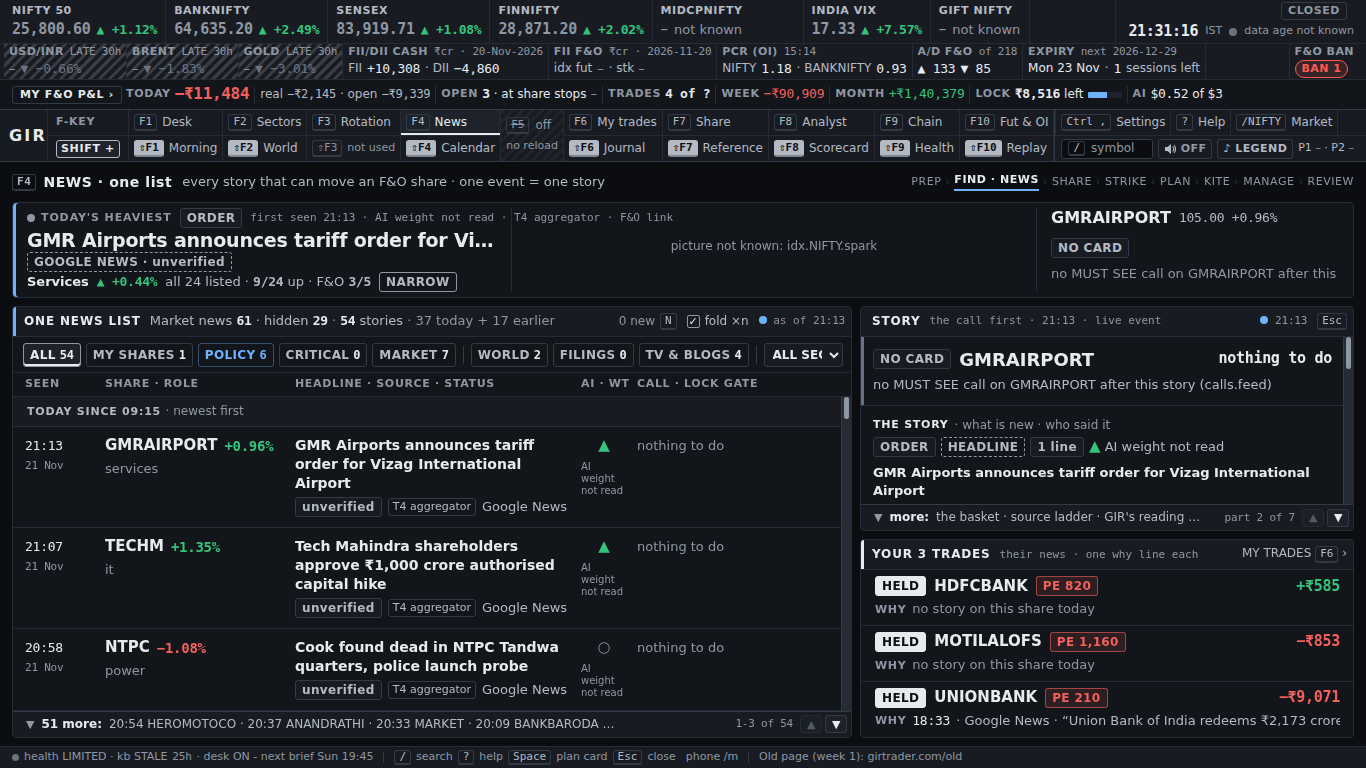 NIFTY 50 BANKNIFTY SENSEX FINNIFTY MIDCPNIFTY INDIA VIX GIFT NIFTY CLOSED
25,800.60 ▲ +1.12% 64,635.20 ▲ +2.49% 83,919.71 ▲ +1.08% 28,871.20 ▲ +2.02% – not known 17.33 ▲ +7.57% – not known 21:31:16 IST data age not known
USD/INR LATE 30h BRENT LATE 30h GOLD LATE 30h FII/DII CASH ₹cr · 20-Nov-2026 FII F&O ₹cr · 2026-11-20 PCR (OI) 15:14 A/D F&O of 218 EXPIRY next 2026-12-29 F&O BAN
– ▼ −0.66% – ▼ −1.83% – ▼ −3.01% FII +10,308 · DII −4,860 idx fut – · stk – NIFTY 1.18 · BANKNIFTY 0.93 ▲ 133 ▼ 85 Mon 23 Nov · 1 sessions left BAN 1
MY F&O P&L › TODAY −₹11,484 real −₹2,145 · open −₹9,339 OPEN 3 · at share stops – TRADES 4 of ? WEEK −₹90,909 MONTH +₹1,40,379 LOCK ₹8,516 left AI $0.52 of $3
GIR F-KEY F1 Desk F2 Sectors F3 Rotation F4 News F5 off F6 My trades F7 Share F8 Analyst F9 Chain F10 Fut & OI Ctrl , Settings ? Help /NIFTY Market
SHIFT + ⇧F1 Morning ⇧F2 World ⇧F3 not used ⇧F4 Calendar no reload ⇧F6 Journal ⇧F7 Reference ⇧F8 Scorecard ⇧F9 Health ⇧F10 Replay / symbol OFF ♪ LEGEND P1 – · P2 –
F4 NEWS · one list every story that can move an F&O share · one event = one story PREP › FIND · NEWS › SHARE › STRIKE › PLAN › KITE › MANAGE › REVIEW
TODAY'S HEAVIEST ORDER first seen 21:13 · AI weight not read · T4 aggregator · F&O link
GMR Airports announces tariff order for Vi…
GOOGLE NEWS · unverified
Services ▲ +0.44% all 24 listed · 9/24 up · F&O 3/5 NARROW
picture not known: idx.NIFTY.spark
GMRAIRPORT 105.00 +0.96%
NO CARD
no MUST SEE call on GMRAIRPORT after this
ONE NEWS LIST Market news 61 · hidden 29 · 54 stories · 37 today + 17 earlier 0 new N fold ×n as of 21:13
ALL 54 MY SHARES 1 POLICY 6 CRITICAL 0 MARKET 7 WORLD 2 FILINGS 0 TV & BLOGS 4 ALL SEC
SEEN SHARE · ROLE HEADLINE · SOURCE · STATUS AI · WT CALL · LOCK GATE
TODAY SINCE 09:15 · newest first
21:13 GMRAIRPORT +0.96% GMR Airports announces tariff order for Vizag International Airport ▲ nothing to do
21 Nov services AI weight not read
unverified T4 aggregator Google News
21:07 TECHM +1.35% Tech Mahindra shareholders approve ₹1,000 crore authorised capital hike ▲ nothing to do
21 Nov it AI weight not read
unverified T4 aggregator Google News
20:58 NTPC −1.08% Cook found dead in NTPC Tandwa quarters, police launch probe ○ nothing to do
21 Nov power AI weight not read
unverified T4 aggregator Google News
▼ 51 more: 20:54 HEROMOTOCO · 20:37 ANANDRATHI · 20:33 MARKET · 20:09 BANKBARODA … 1-3 of 54 ▲ ▼
STORY the call first · 21:13 · live event 21:13 Esc
NO CARD GMRAIRPORT nothing to do
no MUST SEE call on GMRAIRPORT after this story (calls.feed)
THE STORY · what is new · who said it
ORDER HEADLINE 1 line ▲ AI weight not read
GMR Airports announces tariff order for Vizag International
Airport
▼ more: the basket · source ladder · GIR's reading … part 2 of 7 ▲ ▼
YOUR 3 TRADES their news · one why line each MY TRADES F6 ›
HELD HDFCBANK PE 820 +₹585
WHY no story on this share today
HELD MOTILALOFS PE 1,160 −₹853
WHY no story on this share today
HELD UNIONBANK PE 210 −₹9,071
WHY 18:33 · Google News · “Union Bank of India redeems ₹2,173 crore
health LIMITED · kb STALE 25h · desk ON - next brief Sun 19:45 / search ? help Space plan card Esc close phone /m Old page (week 1): girtrader.com/old